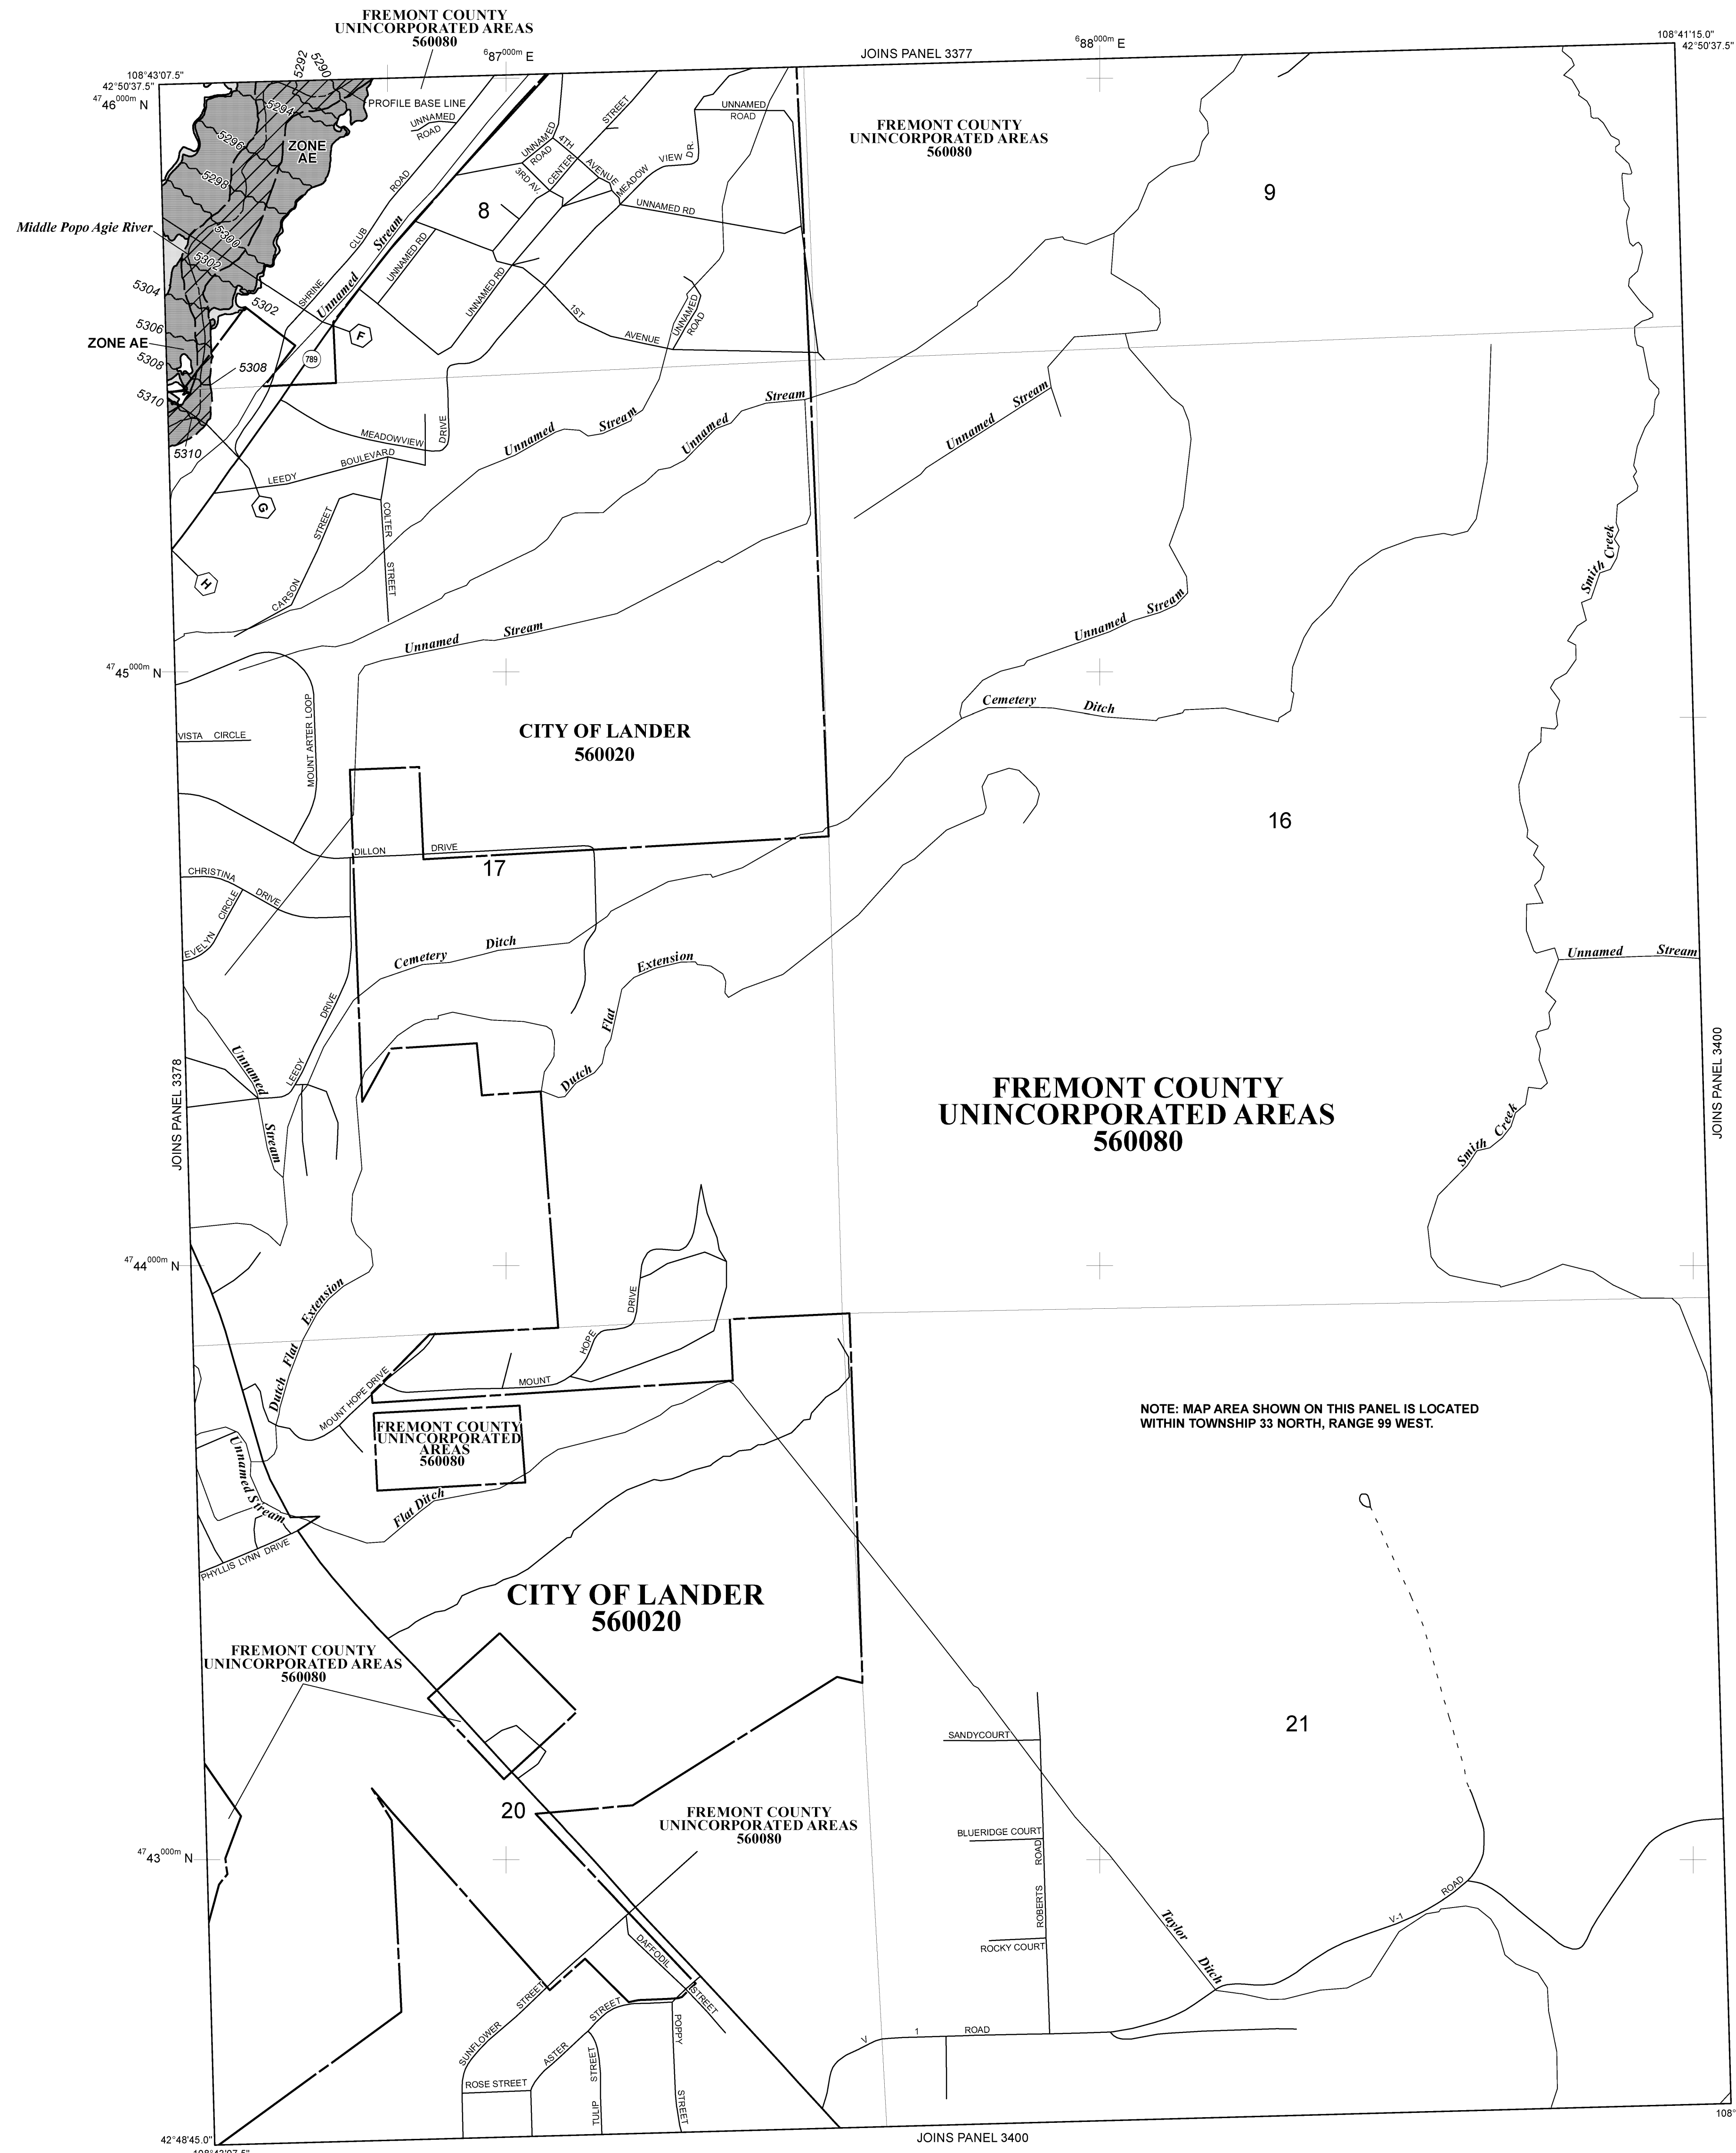 FREMONT COUNTY
UNINCORPORATED AREAS
560080
687000m E
JOINS PANEL 3377
688000m E
108°41'15.0"
42°50'37.5"
108°43'07.5"
42°50'37.5"
4746000m N
5292
5290
5294
5296
5298
5300
5302
ZONE
AE
PROFILE BASE LINE
UNNAMED
ROAD
Middle Popo Agie River
5304
5306
ZONE AE
5308
5310
5302
5308
5310
SHRINE CLUB ROAD
Unnamed Stream
789
F
G
H
8
UNNAMED
ROAD
4TH AVENUE
3RD AV.
CENTER STREET
MEADOW VIEW DR.
UNNAMED
ROAD
UNNAMED RD
UNNAMED RD
UNNAMED RD
1ST AVENUE
UNNAMED
ROAD
FREMONT COUNTY
UNINCORPORATED AREAS
560080
9
MEADOWVIEW DRIVE
LEEDY BOULEVARD
CARSON STREET
COLTER STREET
Unnamed Stream
Unnamed Stream
Unnamed Stream
Unnamed Stream
Unnamed Stream
Smith Creek
4745000m N
VISTA CIRCLE
MOUNT ARTER LOOP
CITY OF LANDER
560020
Cemetery Ditch
16
DILLON DRIVE
17
CHRISTINA DRIVE
EVELYN CIRCLE
Cemetery Ditch
Dutch Flat Extension
LEEDY DRIVE
Unnamed Stream
Unnamed Stream
JOINS PANEL 3378
JOINS PANEL 3400
FREMONT COUNTY
UNINCORPORATED AREAS
560080
Smith Creek
4744000m N
Dutch Flat Extension
MOUNT HOPE DRIVE
MOUNT HOPE DRIVE
FREMONT COUNTY
UNINCORPORATED
AREAS
560080
NOTE: MAP AREA SHOWN ON THIS PANEL IS LOCATED
WITHIN TOWNSHIP 33 NORTH, RANGE 99 WEST.
Unnamed Stream
Flat Ditch
PHYLLIS LYNN DRIVE
CITY OF LANDER
560020
FREMONT COUNTY
UNINCORPORATED AREAS
560080
SANDYCOURT
21
20
FREMONT COUNTY
UNINCORPORATED AREAS
560080
BLUERIDGE COURT
ROBERTS ROAD
ROCKY COURT
4743000m N
Taylor Ditch
V-1 ROAD
DAFFODIL STREET
SUNFLOWER STREET
ASTER STREET
POPPY STREET
ROSE STREET
TULIP STREET
V 1 ROAD
42°48'45.0"
108°43'07.5"
JOINS PANEL 3400
108°